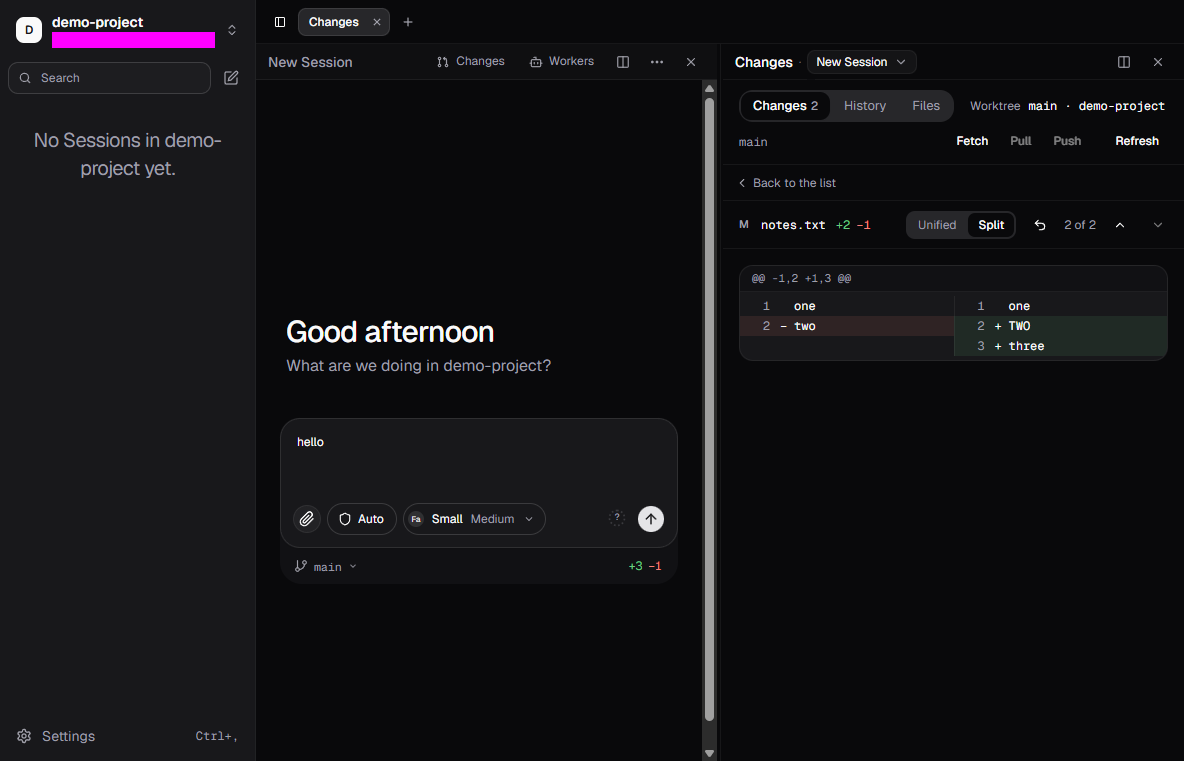 D
demo-project
Search
No Sessions in demo-
project yet.
Settings
Ctrl+,
Changes
New Session
Changes
Workers
Good afternoon
What are we doing in demo-project?
hello
Auto
Fa
Small
Medium
?
main
+3 −1
Changes · New Session
Changes 2
History
Files
Worktree main · demo-project
main
Fetch
Pull
Push
Refresh
Back to the list
M notes.txt +2 −1
Unified
Split
2 of 2
@@ -1,2 +1,3 @@
1 one
1 one
2 - two
2 + TWO
3 + three